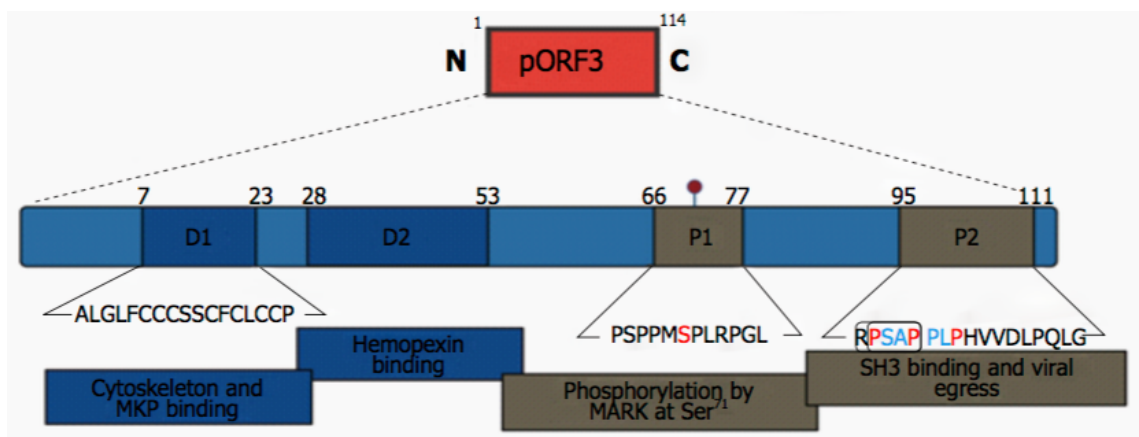 1 114
N pORF3 C
7 23 28 53 66 77 95 111
D1 D2 P1 P2
ALGLFCCCSSCFCLCCP
PSPPMSPLRPGL
RPSAP PLPHVVDLPQLG
Hemopexin
binding
Cytoskeleton and
MKP binding
Phosphorylation by
MARK at Ser71
SH3 binding and viral
egress